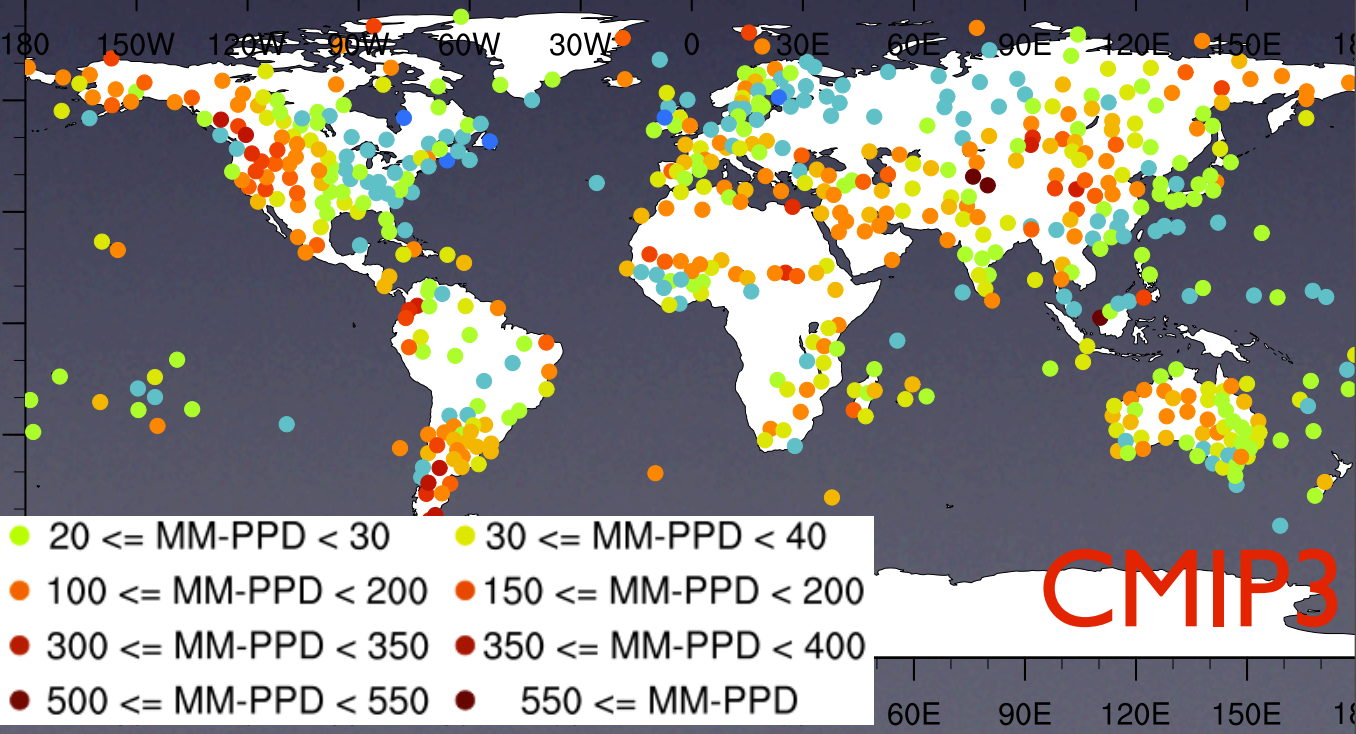 180 150W 120W 90W 60W 30W 0 30E 60E 90E 120E 150E 18
20 <= MM-PPD < 30 30 <= MM-PPD < 40
100 <= MM-PPD < 200 150 <= MM-PPD < 200
300 <= MM-PPD < 350 350 <= MM-PPD < 400
500 <= MM-PPD < 550 550 <= MM-PPD
CMIP3
60E 90E 120E 150E 18